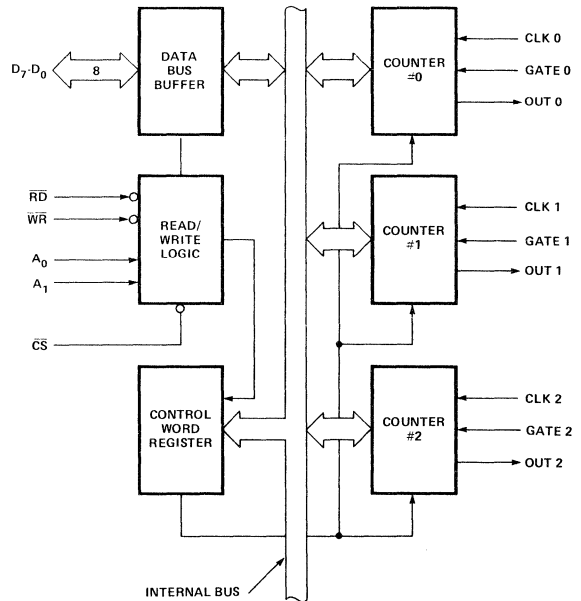 D7-D0
8
DATA
BUS
BUFFER
COUNTER
#0
CLK 0
GATE 0
OUT 0
RD
WR
A0
A1
CS
READ/
WRITE
LOGIC
COUNTER
#1
CLK 1
GATE 1
OUT 1
CONTROL
WORD
REGISTER
COUNTER
#2
CLK 2
GATE 2
OUT 2
INTERNAL BUS